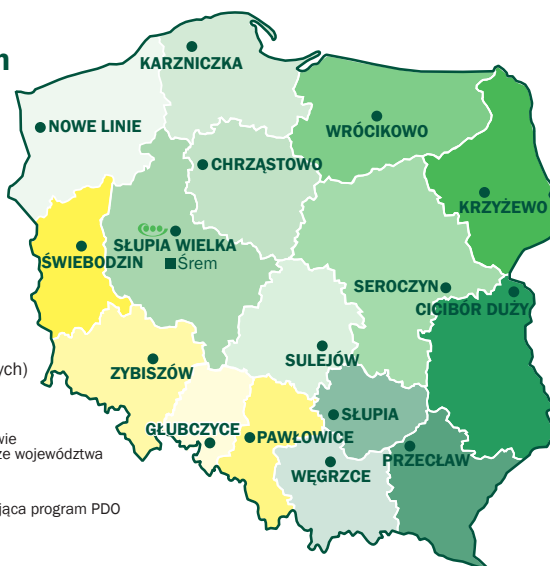 m
KARZNICZKA
NOWE LINIE
WRÓCIKOWO
CHRZĄSTOWO
KRZYŻEWO
SŁUPIA WIELKA
ŚWIEBODZIN
Śrem
SEROCZYN
CICIBÓR DUŻY
SULEJÓW
ZYBISZÓW
ych)
SŁUPIA
GŁUBCZYCE
PAWŁOWICE
wie
ze województwa
PRZECŁAW
WĘGRZCE
jąca program PDO